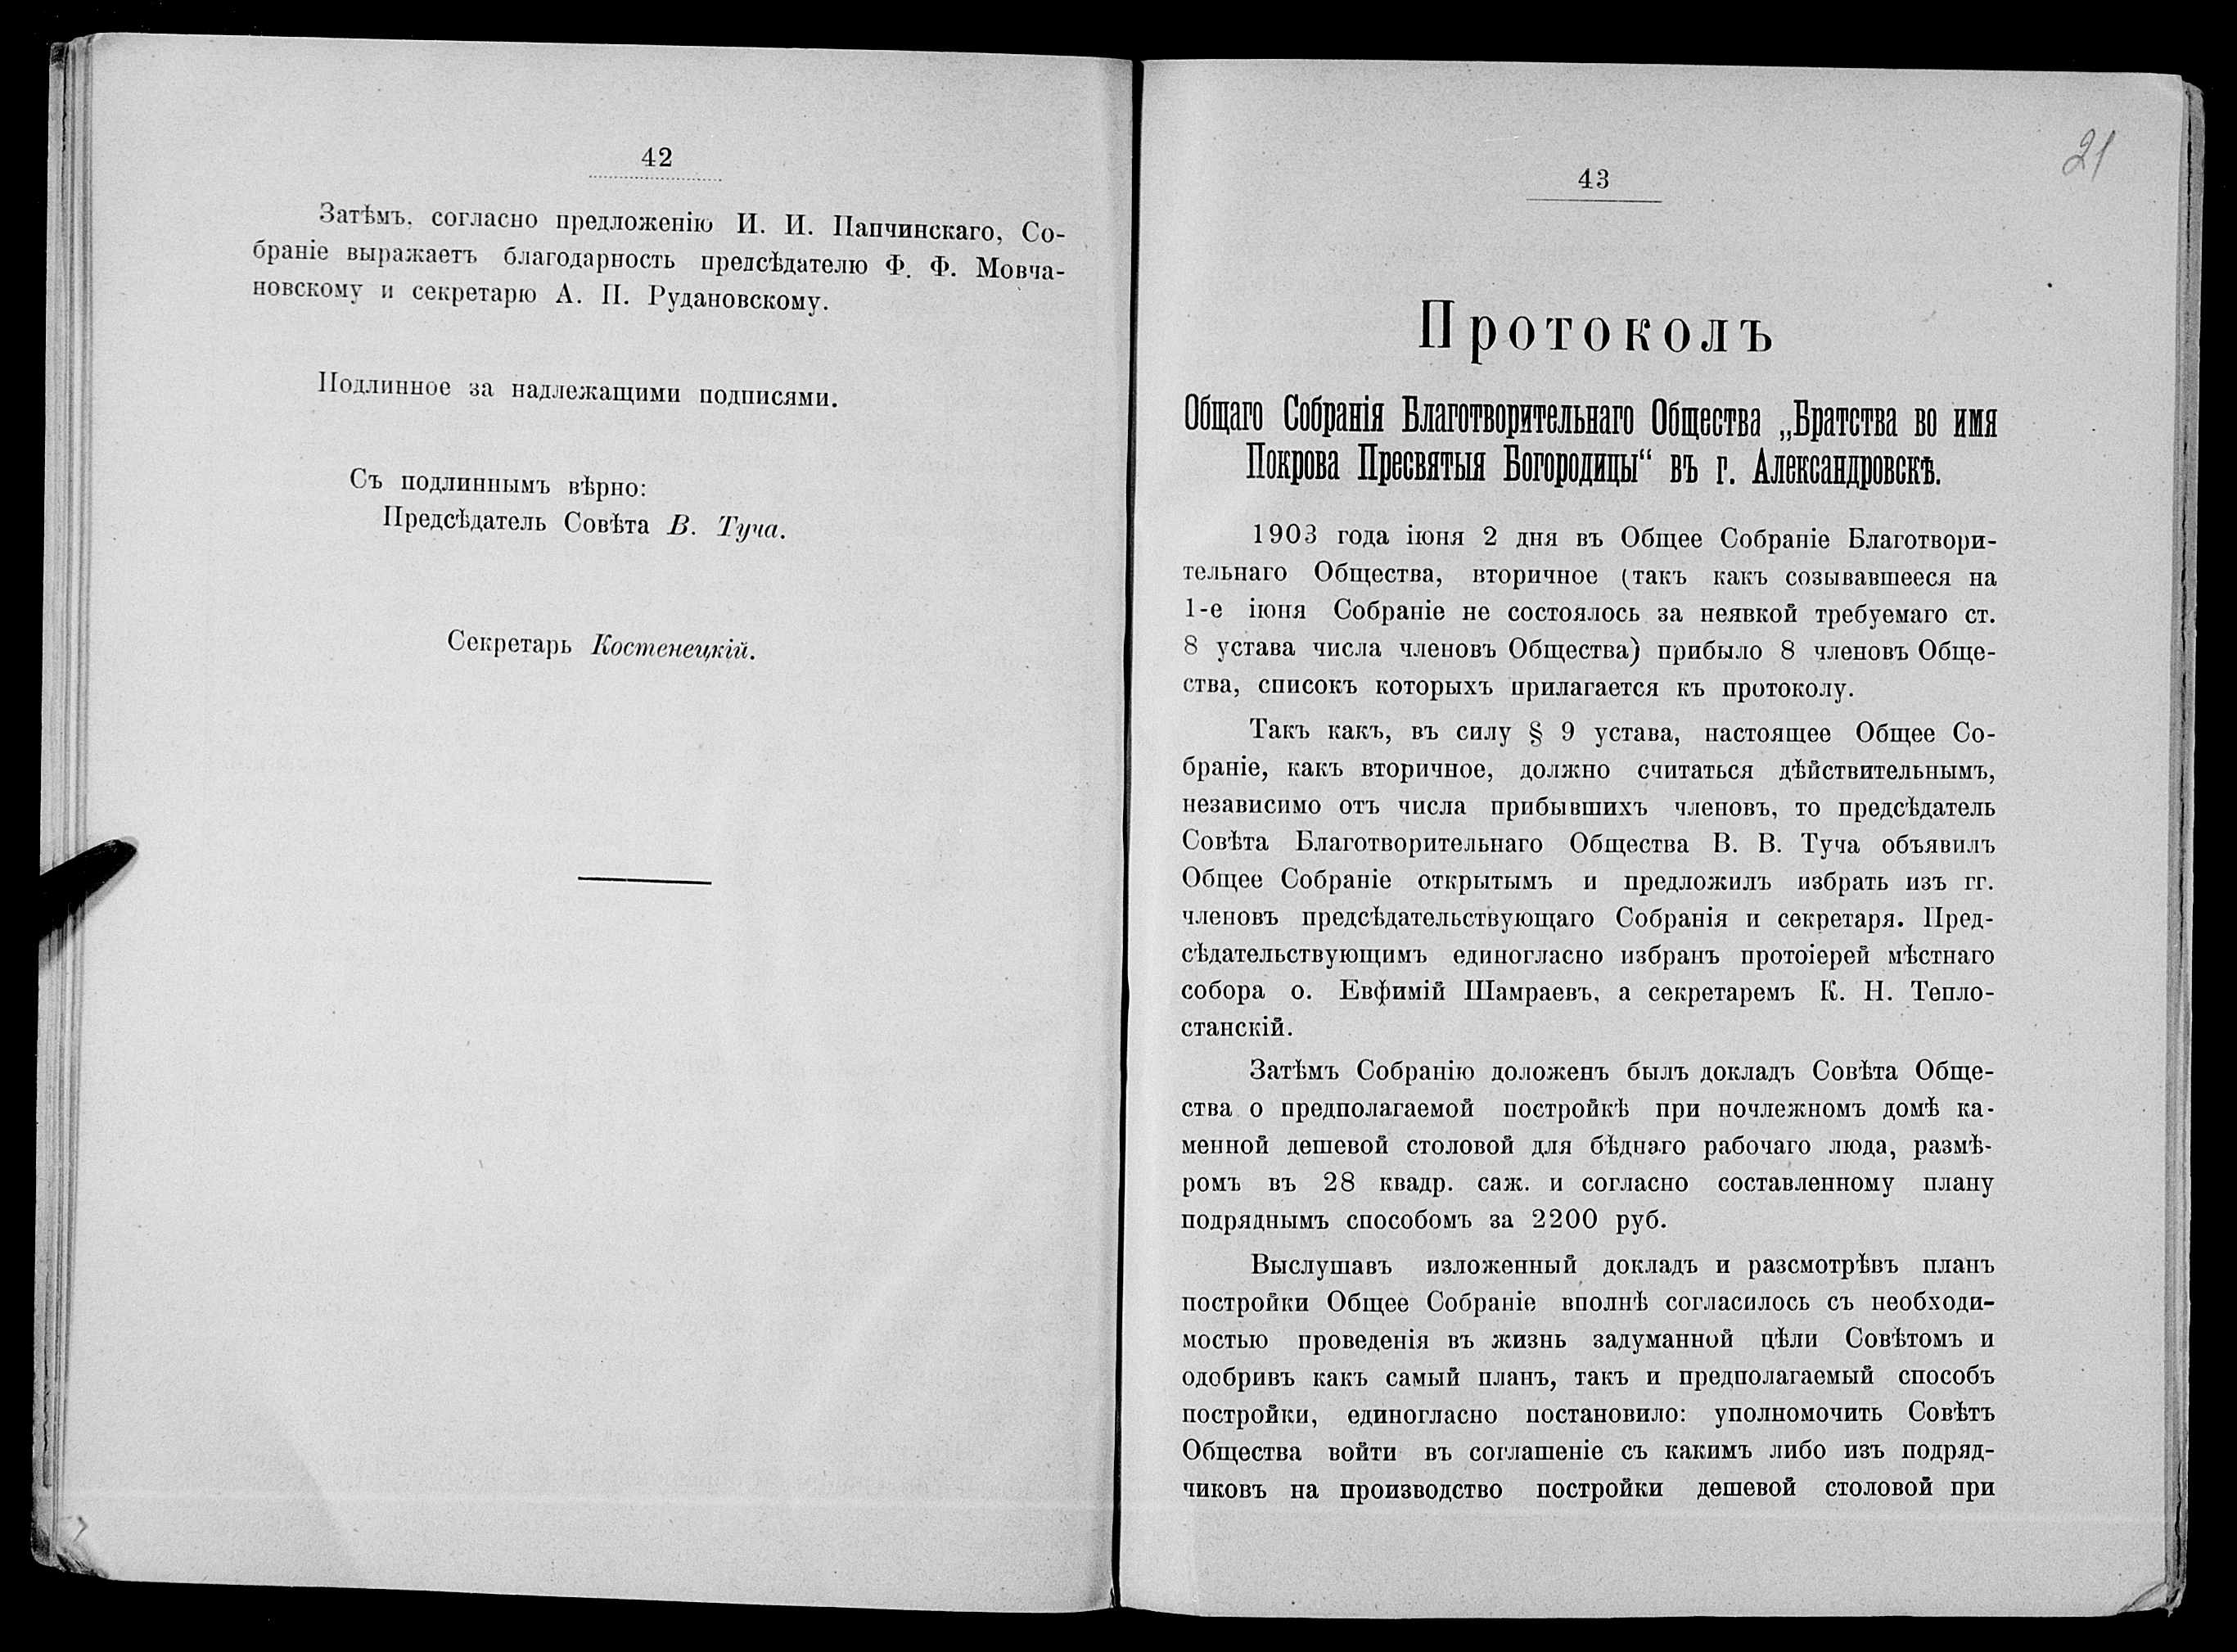 42
Затѣмъ, согласно предложенію И. И. Папчинскаго, Со-
браніе выражаетъ благодарность предсѣдателю Ф. Ф. Мовча-
новскому и секретарю А. П. Рудановскому.
Подлинное за надлежащими подписями.
Съ подлиннымъ вѣрно:
Предсѣдатель Совѣта В. Туча.
Секретарь Костенецкій.
21
43
Протоколъ
Общаго Собранія Благотворительнаго Общества „Братства во имя
Покрова Пресвятыя Богородицы“ въ г. Александровскѣ.
1903 года іюня 2 дня въ Общее Собраніе Благотвори-
тельнаго Общества, вторичное (такъ какъ созывавшееся на
1-е іюня Собраніе не состоялось за неявкой требуемаго ст.
8 устава числа членовъ Общества) прибыло 8 членовъ Обще-
ства, списокъ которыхъ прилагается къ протоколу.
Такъ какъ, въ силу § 9 устава, настоящее Общее Со-
браніе, какъ вторичное, должно считаться дѣйствительнымъ,
независимо отъ числа прибывшихъ членовъ, то предсѣдатель
Совѣта Благотворительнаго Общества В. В. Туча объявилъ
Общее Собраніе открытымъ и предложилъ избрать изъ гг.
членовъ предсѣдательствующаго Собранія и секретаря. Пред-
сѣдательствующимъ единогласно избранъ протоіерей мѣстнаго
собора о. Евфимій Шамраевъ, а секретаремъ К. Н. Тепло-
станскій.
Затѣмъ Собранію доложенъ былъ докладъ Совѣта Обще-
ства о предполагаемой постройкѣ при ночлежномъ домѣ ка-
менной дешевой столовой для бѣднаго рабочаго люда, размѣ-
ромъ въ 28 квадр. саж. и согласно составленному плану
подряднымъ способомъ за 2200 руб.
Выслушавъ изложенный докладъ и разсмотрѣвъ планъ
постройки Общее Собраніе вполнѣ согласилось съ необходи-
мостью проведенія въ жизнь задуманной цѣли Совѣтомъ и
одобривъ какъ самый планъ, такъ и предполагаемый способъ
постройки, единогласно постановило: уполномочить Совѣтъ
Общества войти въ соглашеніе съ какимъ либо изъ подряд-
чиковъ на производство постройки дешевой столовой при